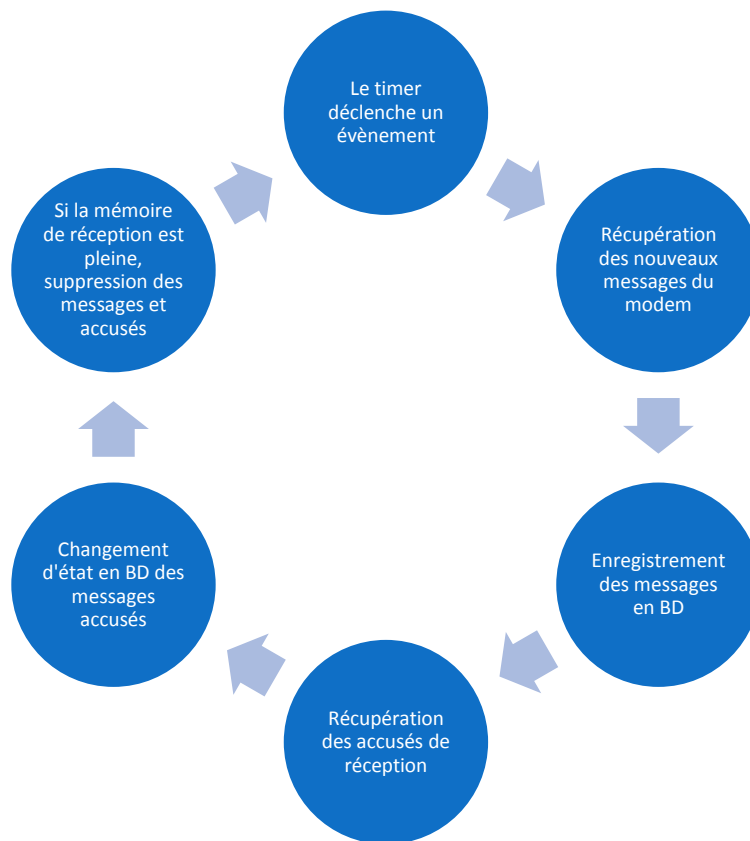 Le timer
déclenche un
évènement
Récupération
des nouveaux
messages du
modem
Enregistrement
des messages
en BD
Récupération
des accusés de
réception
Changement
d'état en BD des
messages
accusés
Si la mémoire
de réception est
pleine,
suppression des
messages et
accusés